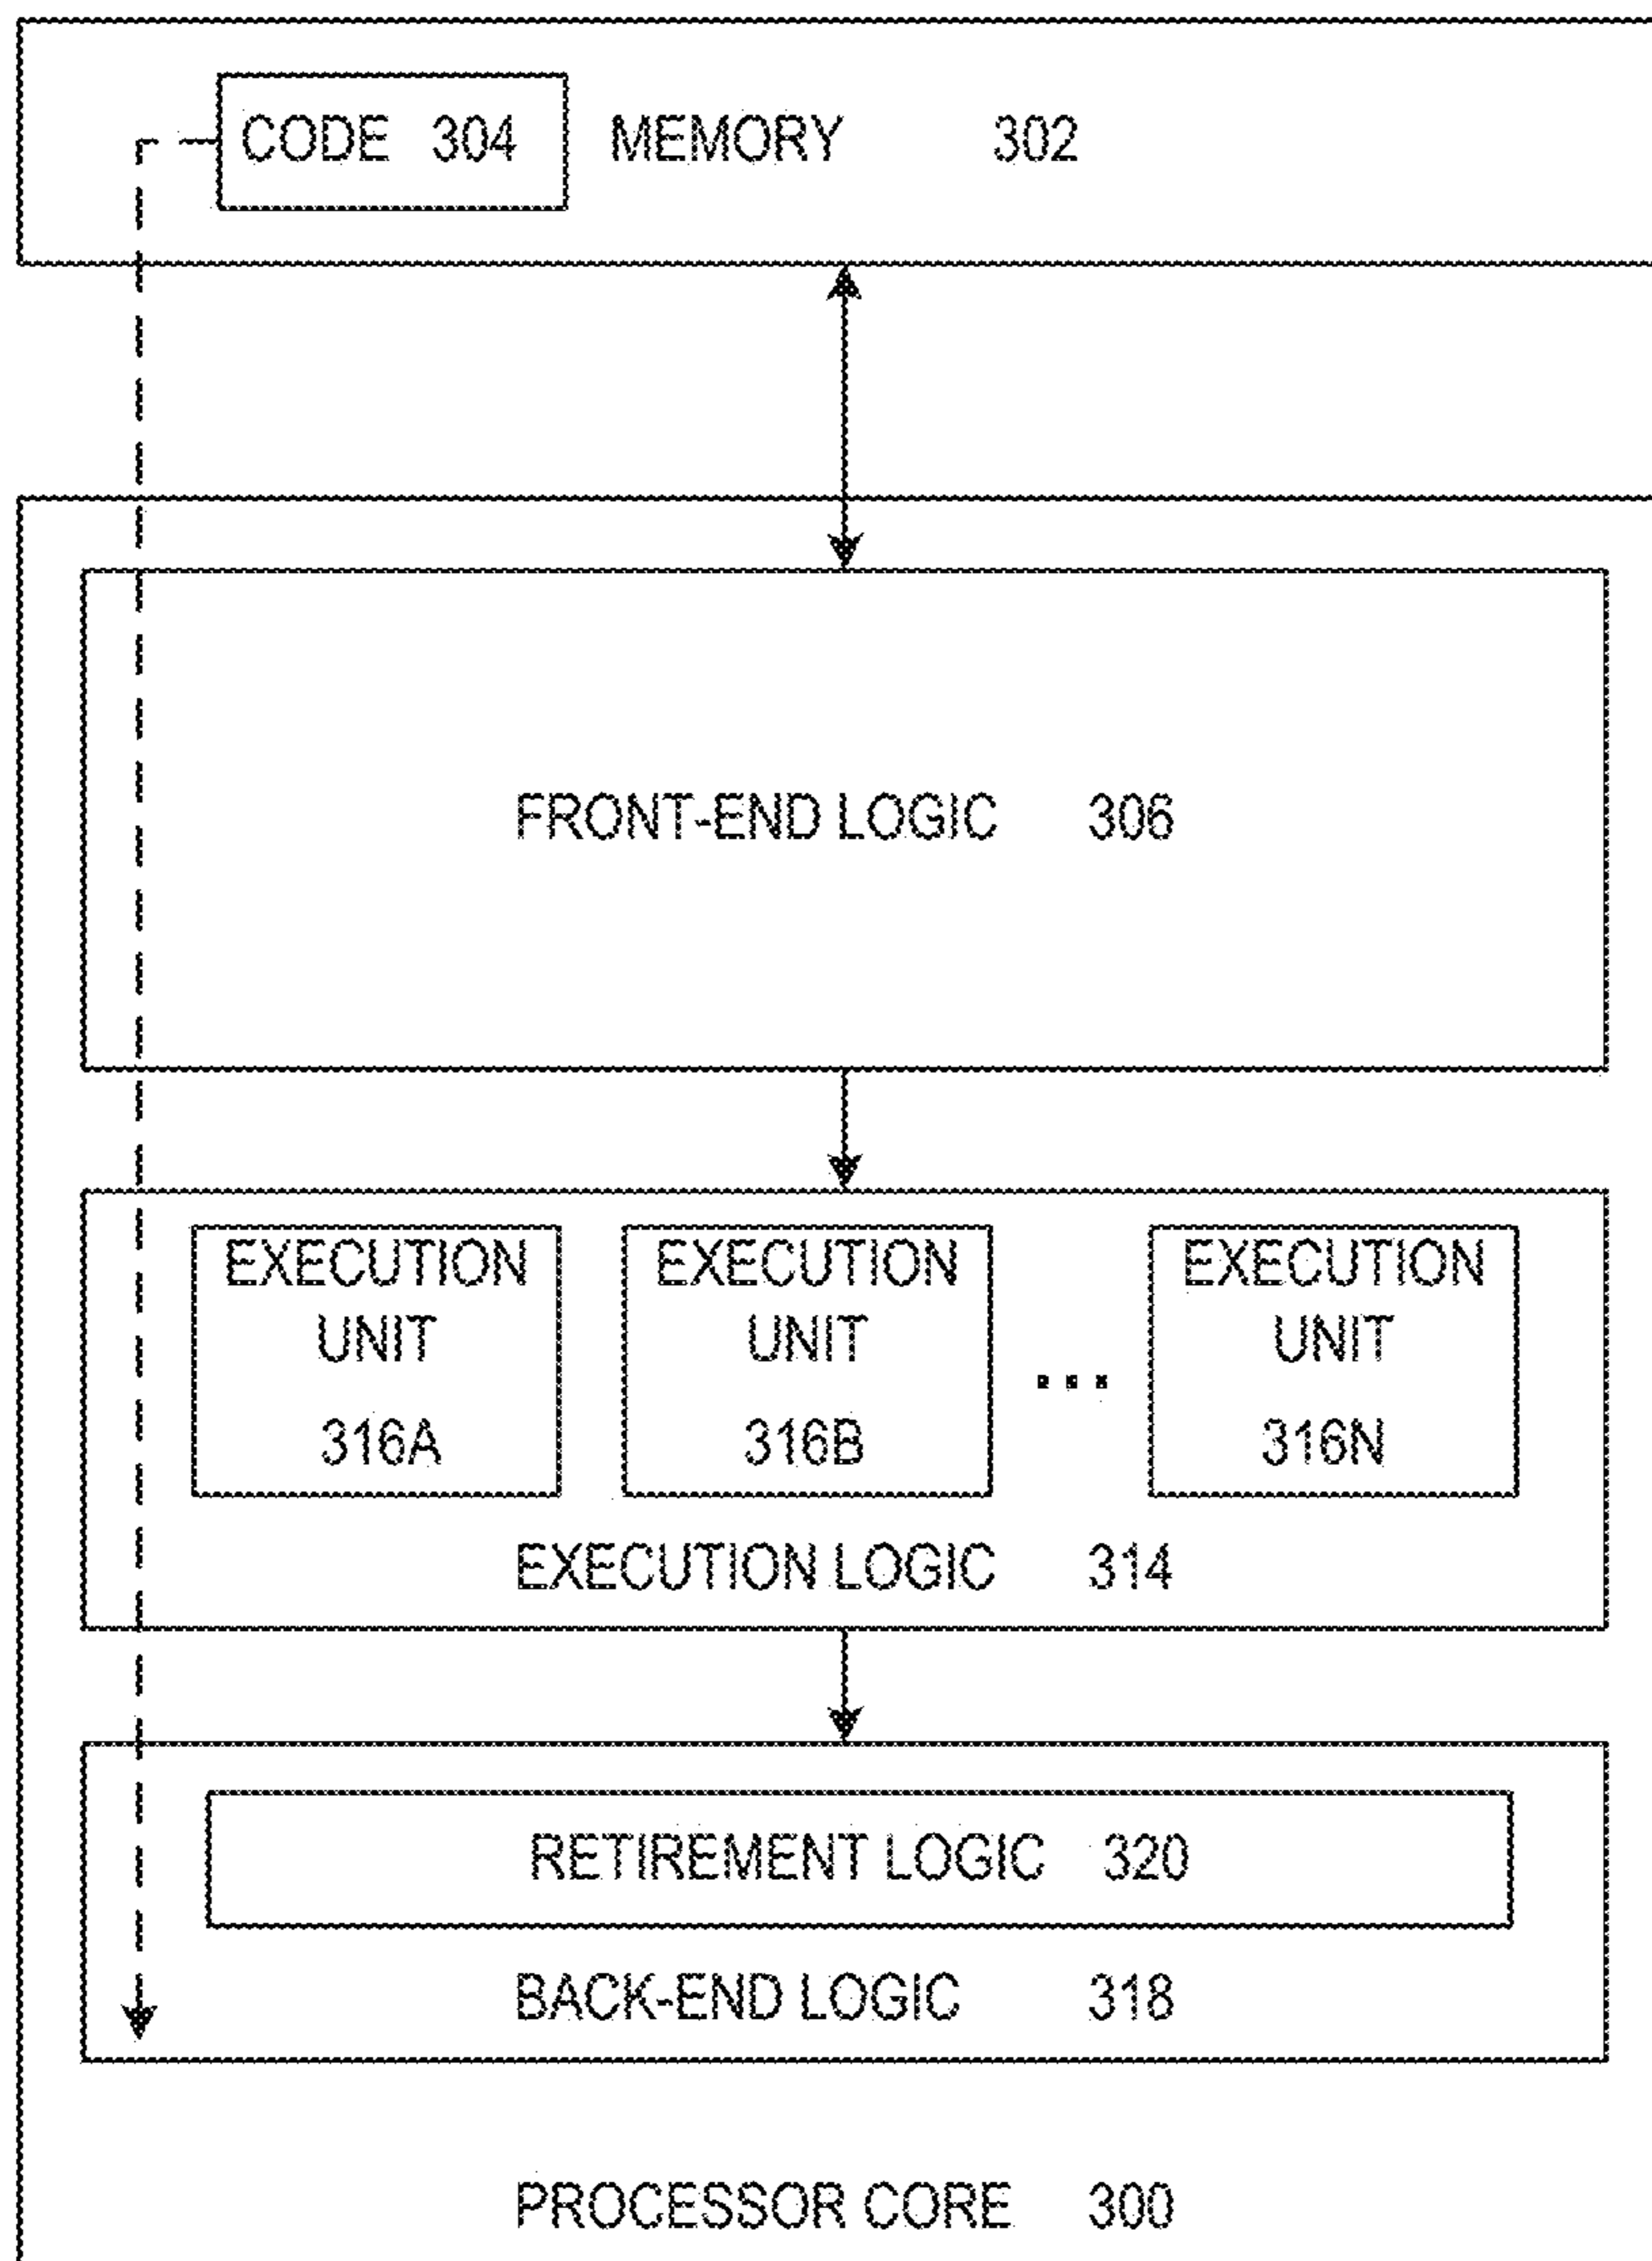 CODE 304 MEMORY 302
FRONT-END LOGIC 306
EXECUTION UNIT 316A
EXECUTION UNIT 316B
...
EXECUTION UNIT 316N
EXECUTION LOGIC 314
RETIREMENT LOGIC 320
BACK-END LOGIC 318
PROCESSOR CORE 300